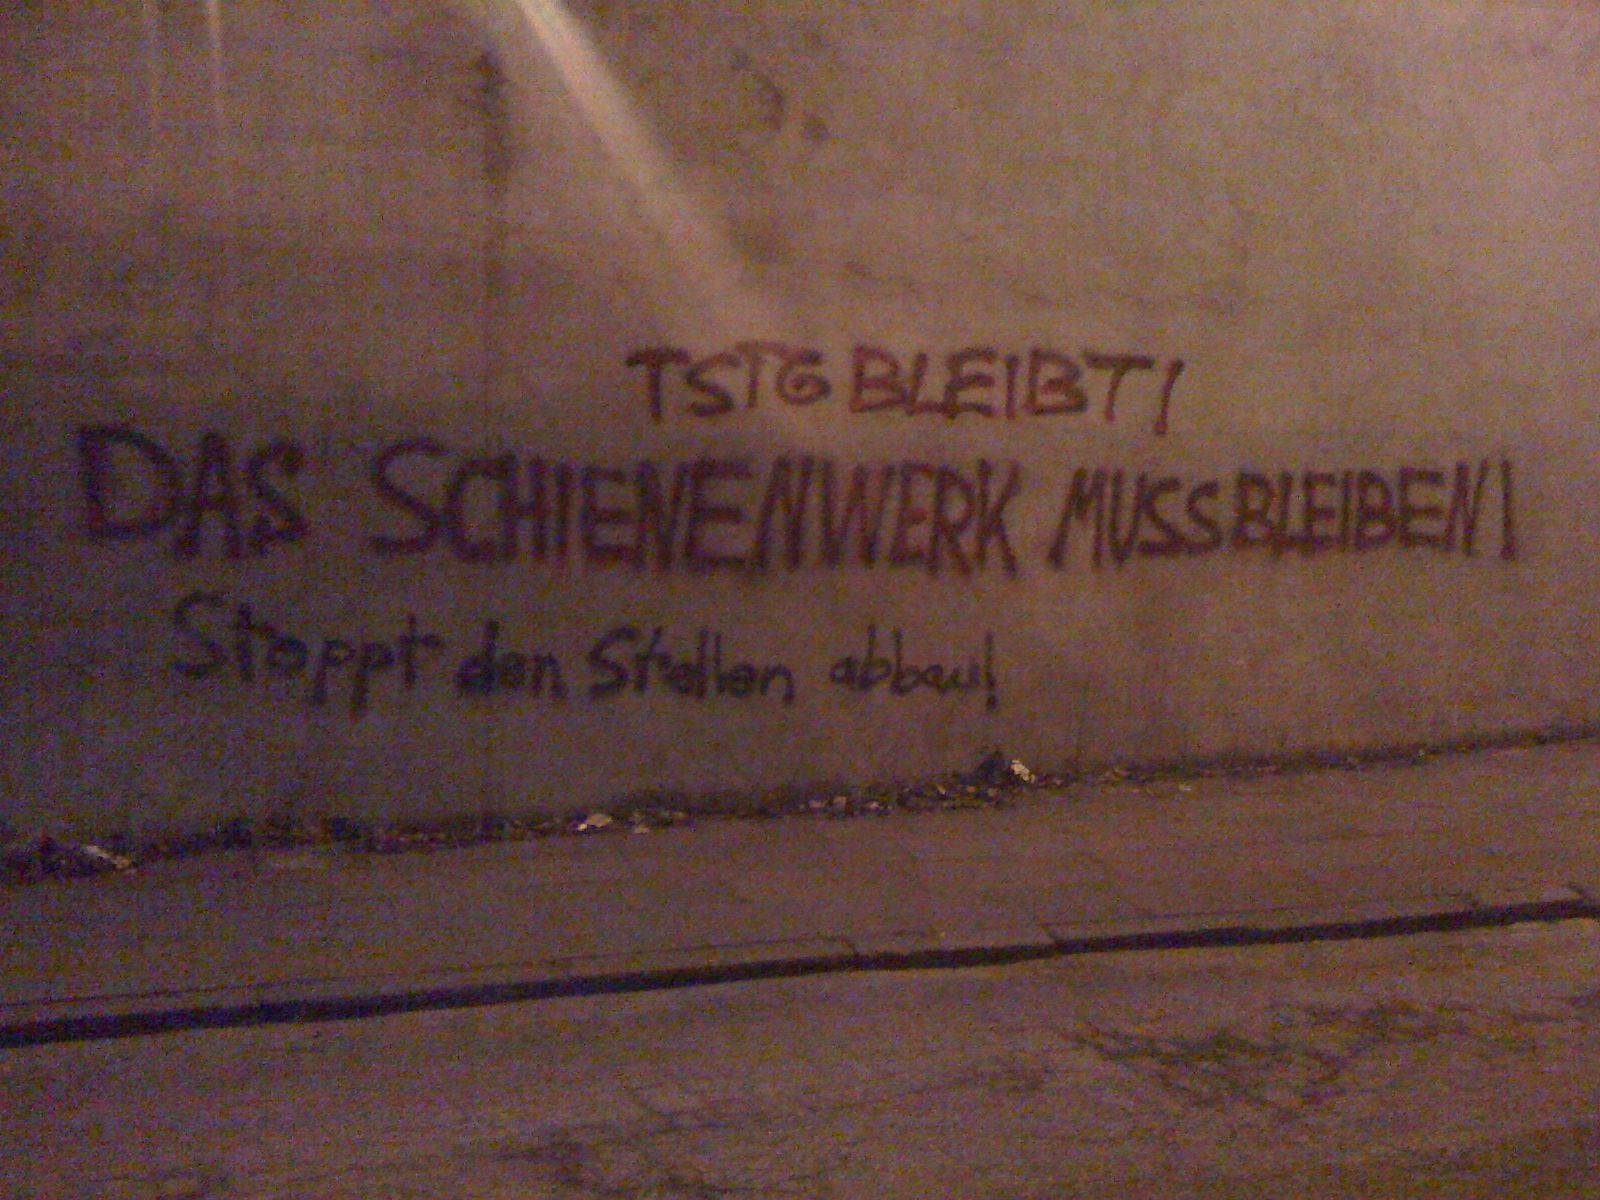 TSTG BLEIBT!
DAS SCHIENENWERK MUSS BLEIBEN!
Stoppt den Stellen abbau!